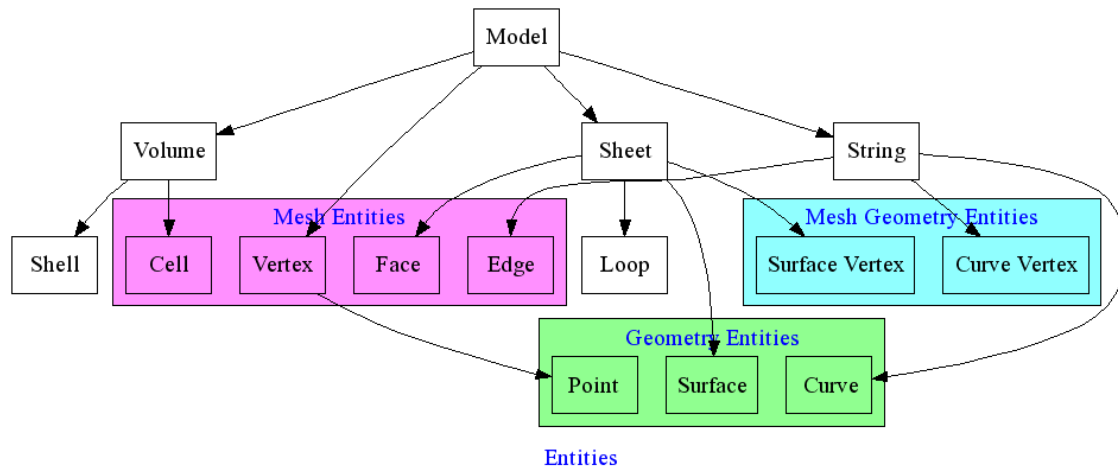 Model
Volume
Sheet
String
Mesh Entities
Mesh Geometry Entities
Shell
Cell
Vertex
Face
Edge
Loop
Surface Vertex
Curve Vertex
Geometry Entities
Point
Surface
Curve
Entities